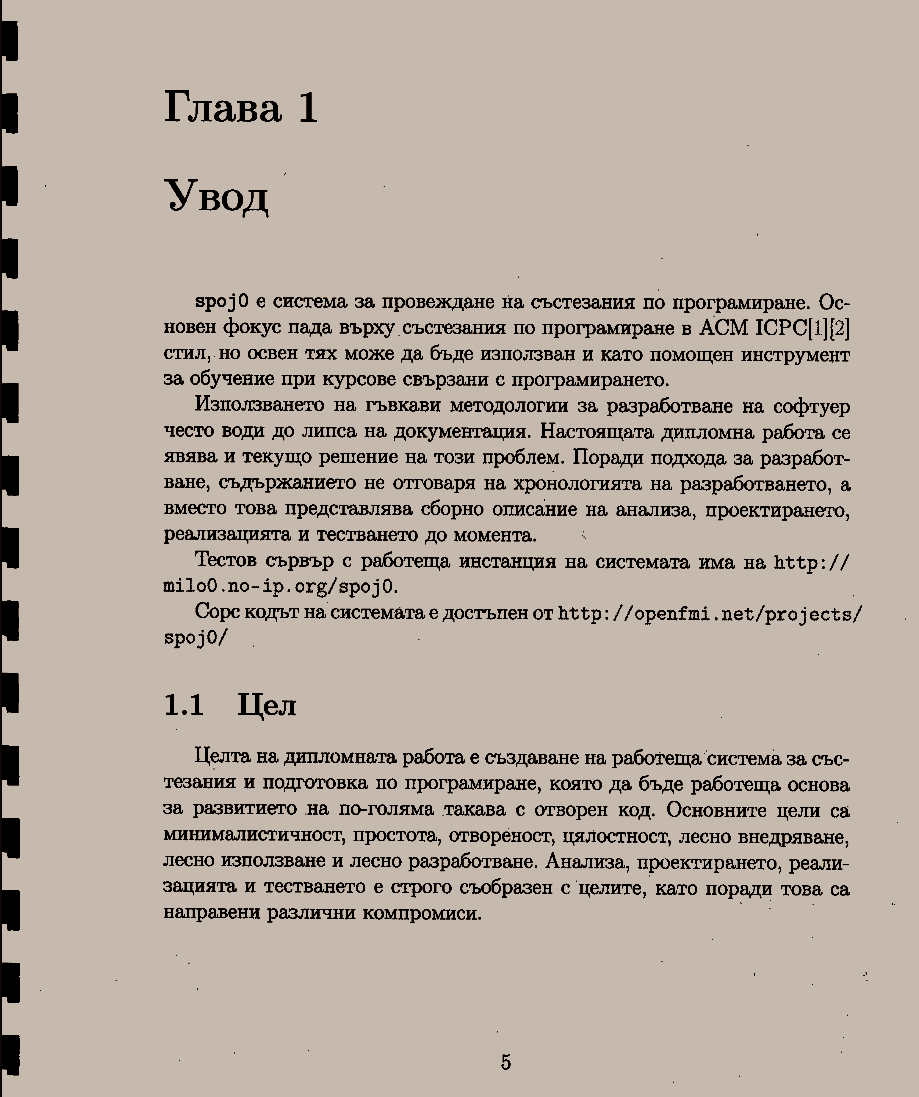 Глава 1
Увод
spoj0 е система за провеждане на състезания по програмиране. Ос-
новен фокус пада върху състезания по програмиране в ACM ICPC[1][2]
стил, но освен тях може да бъде използван и като помощен инструмент
за обучение при курсове свързани с програмирането.
Използването на гъвкави методологии за разработване на софтуер
често води до липса на документация. Настоящата дипломна работа се
явява и текущо решение на този проблем. Поради подхода за разработ-
ване, съдържанието не отговаря на хронологията на разработването, а
вместо това представлява сборно описание на анализа, проектирането,
реализацията и тестването до момента.
Тестов сървър с работеща инстанция на системата има на http://
milo0.no-ip.org/spoj0.
Сорс кодът на системата е достъпен от http://openfmi.net/projects/
spoj0/
1.1 Цел
Целта на дипломната работа е създаване на работеща система за със-
тезания и подготовка по програмиране, която да бъде работеща основа
за развитието на по-голяма такава с отворен код. Основните цели са
минималистичност, простота, отвореност, цялостност, лесно внедряване,
лесно използване и лесно разработване. Анализа, проектирането, реали-
зацията и тестването е строго съобразен с целите, като поради това са
направени различни компромиси.
5